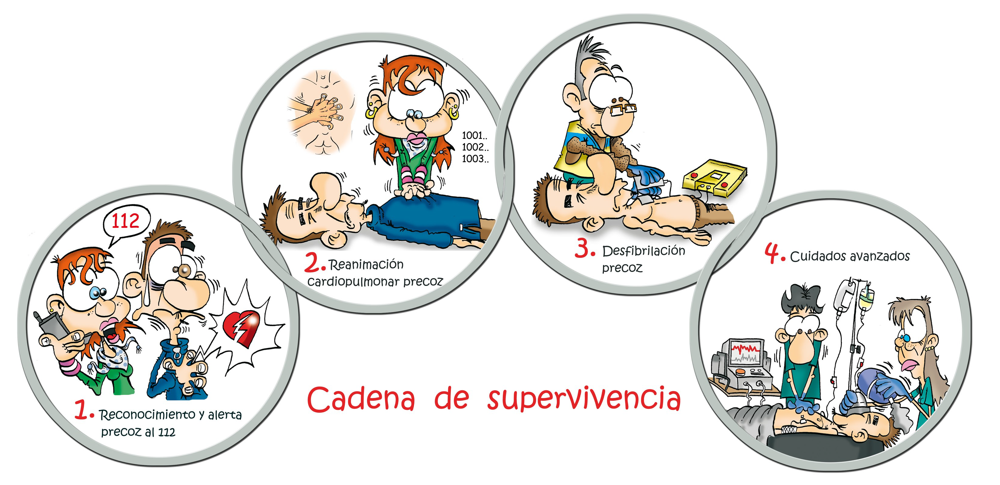 112
1. Reconocimiento y alerta
precoz al 112
1001..
1002..
1003..
2. Reanimación
cardiopulmonar precoz
3. Desfibrilación
precoz
4. Cuidados avanzados
Cadena de supervivencia